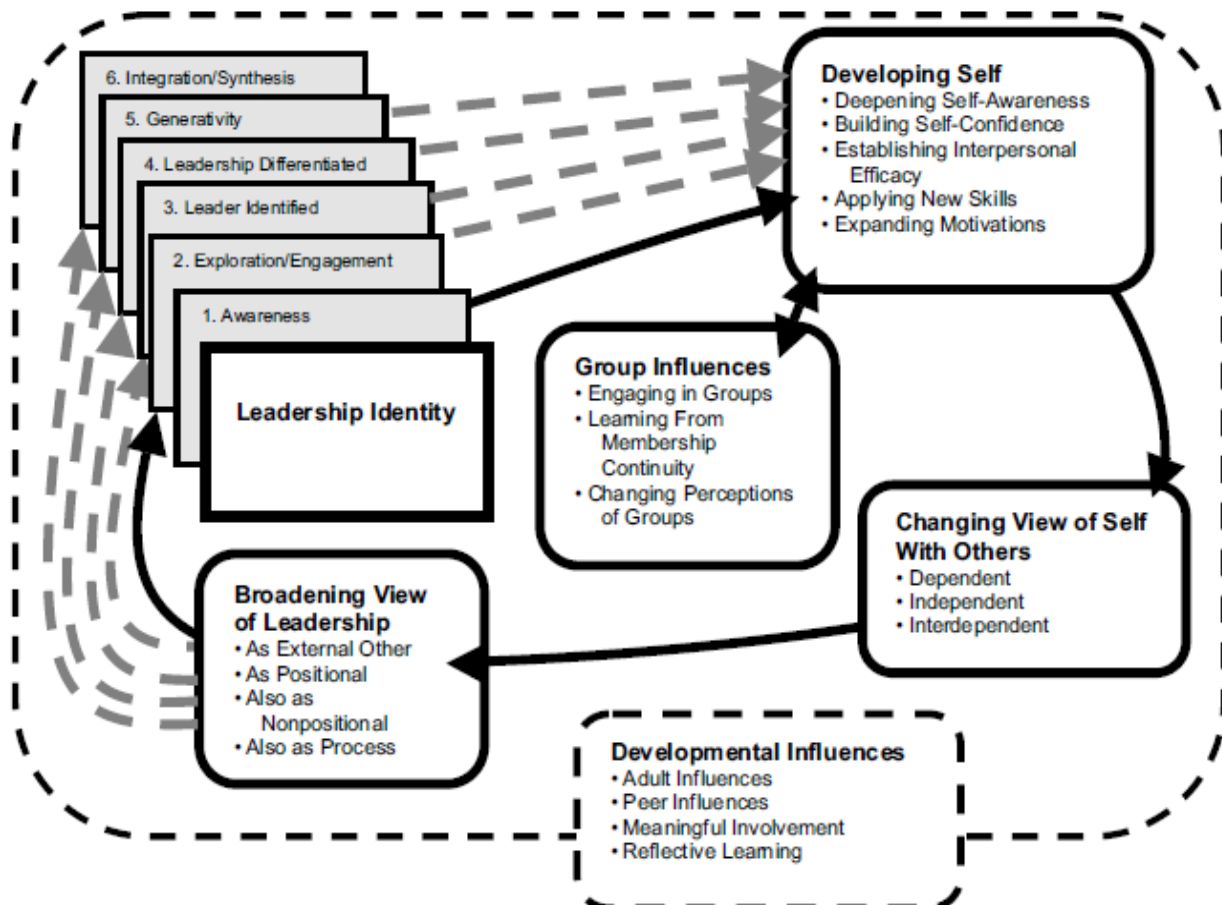 6. Integration/Synthesis
5. Generativity
4. Leadership Differentiated
3. Leader Identified
2. Exploration/Engagement
1. Awareness
Leadership Identity
Developing Self
• Deepening Self-Awareness
• Building Self-Confidence
• Establishing Interpersonal
Efficacy
• Applying New Skills
• Expanding Motivations
Group Influences
• Engaging in Groups
• Learning From
Membership
Continuity
• Changing Perceptions
of Groups
Changing View of Self
With Others
• Dependent
• Independent
• Interdependent
Broadening View
of Leadership
• As External Other
• As Positional
• Also as
Nonpositional
• Also as Process
Developmental Influences
• Adult Influences
• Peer Influences
• Meaningful Involvement
• Reflective Learning